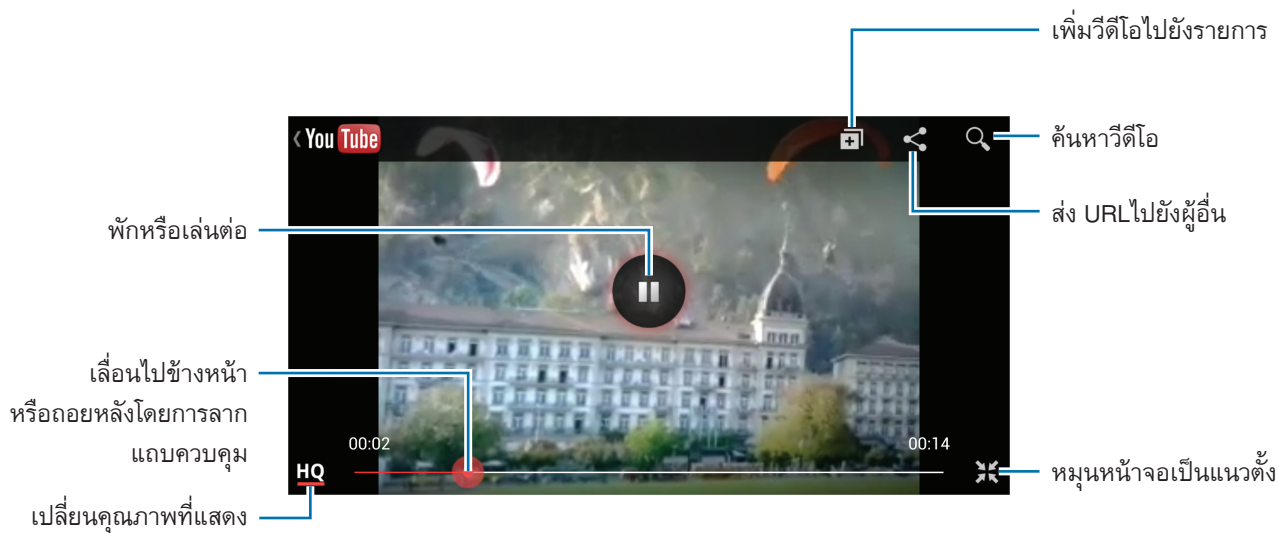 เพิ่มวีดีโอไปยังรายการ
You Tube
ค้นหาวีดีโอ
ส่ง URLไปยังผู้อื่น
พักหรือเล่นต่อ
เลื่อนไปข้างหน้า
หรือถอยหลังโดยการลาก
แถบควบคุม
00:02
00:14
HQ
หมุนหน้าจอเป็นแนวตั้ง
เปลี่ยนคุณภาพที่แสดง